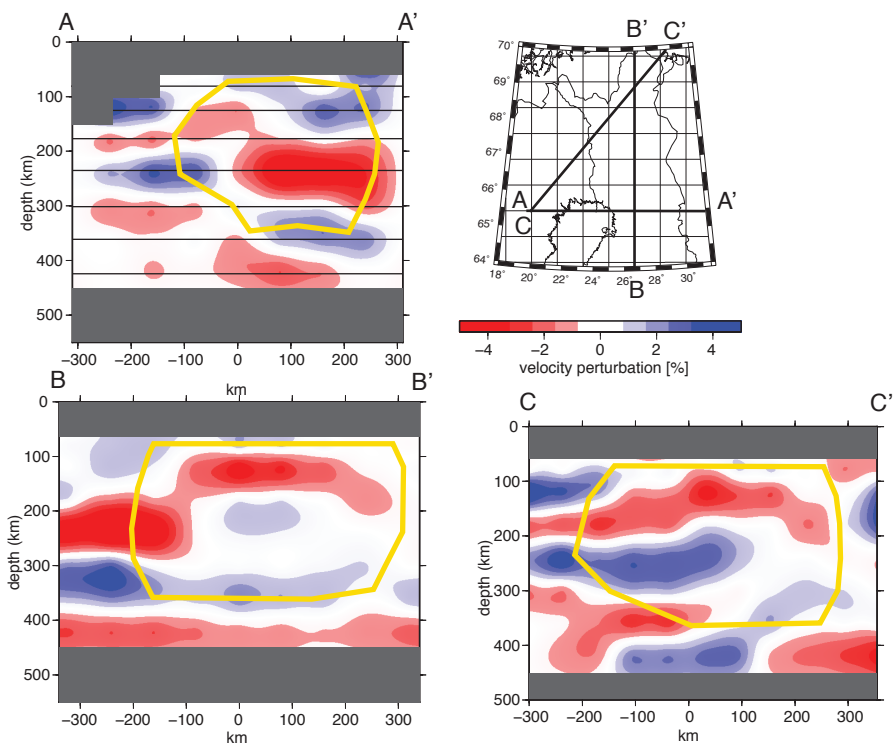 A A'
0
100
200
300
400
500
depth (km)
−300 −200 −100 0 100 200 300
km
B' C'
70˚
69˚
68˚
67˚
66˚
65˚
64˚
A A'
C
18˚ 20˚ 22˚ 24˚ 26˚ 28˚ 30˚
B
−4 −2 0 2 4
velocity perturbation [%]
B B'
0
100
200
300
400
500
depth (km)
−300 −200 −100 0 100 200 300
km
C C'
0
100
200
300
400
500
depth (km)
−300 −200 −100 0 100 200 300
km